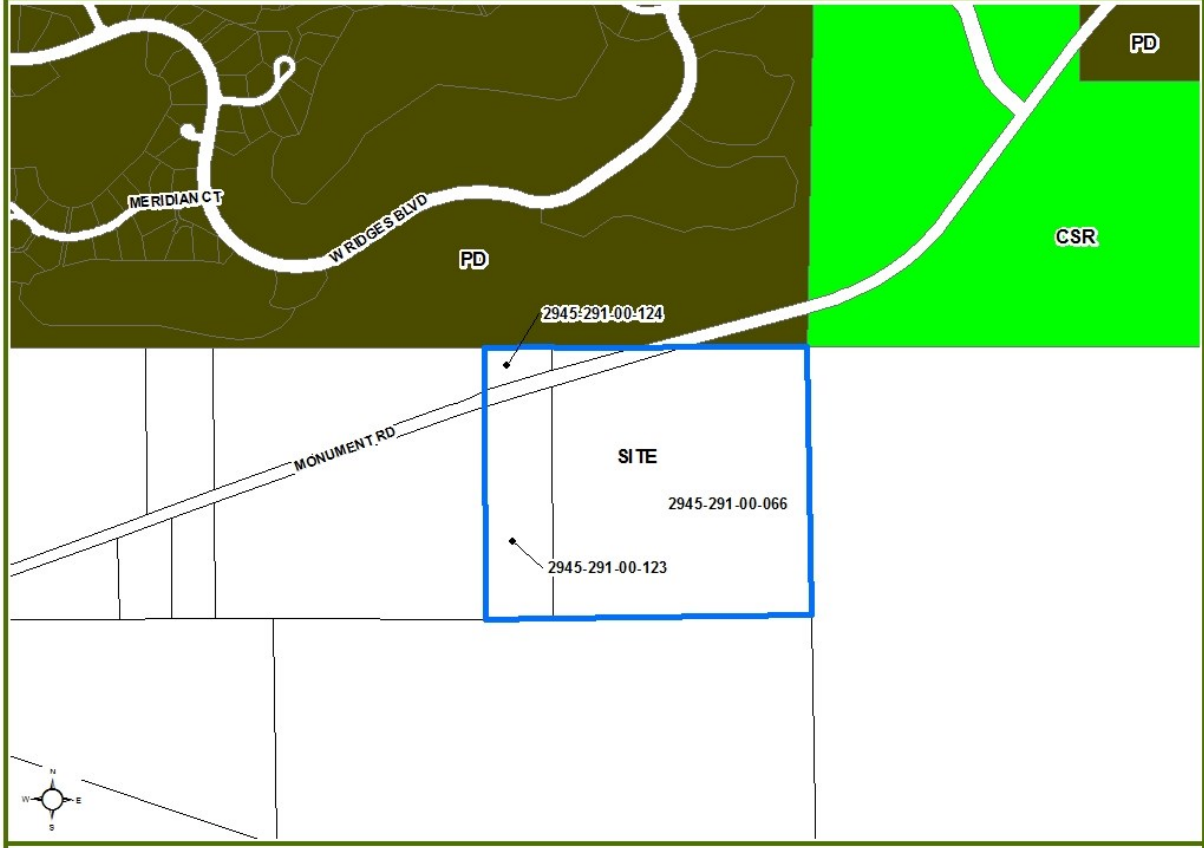 PD
MERIDIAN CT
W RIDGES BLVD
CSR
PD
2945-291-00-124
MONUMENT RD
SITE
2945-291-00-066
2945-291-00-123
N
W
E
S